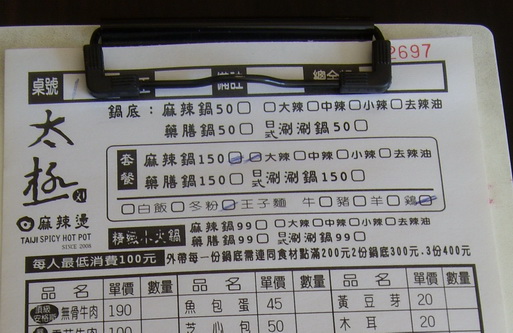 2697
桌號
鍋底：麻辣鍋50 大辣 中辣 小辣 去辣油
藥膳鍋50 日式涮涮鍋50
太極
麻辣燙
TAIJI SPICY HOT POT
SINCE 2008
套餐
麻辣鍋150 大辣 中辣 小辣 去辣油
藥膳鍋150 日式涮涮鍋150
白飯 冬粉 王子麵 牛 豬 羊 雞
精緻小火鍋
麻辣鍋99 大辣 中辣 小辣 去辣油
藥膳鍋99 日式涮涮鍋99
每人最低消費100元 外帶每一份鍋底需達同食材點滿200元2份鍋底300元.3份400元
品名 單價 數量 品名 單價 數量 品名 單價 數量
無骨牛肉 190 魚包蛋 45 黃豆芽 20
100 芝心包 50 木耳 20